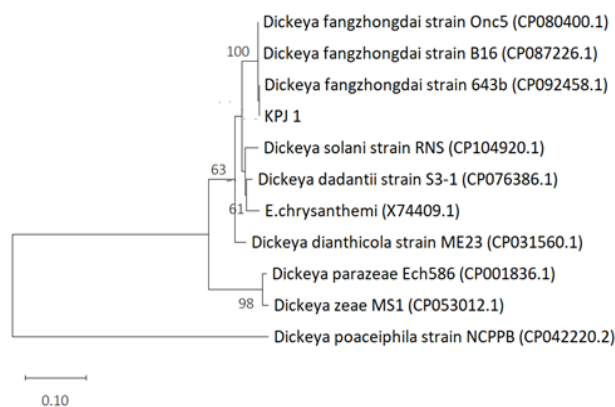 Dickeya fangzhongdai strain Onc5 (CP080400.1)
100
Dickeya fangzhongdai strain B16 (CP087226.1)
Dickeya fangzhongdai strain 643b (CP092458.1)
KPJ 1
Dickeya solani strain RNS (CP104920.1)
63
Dickeya dadantii strain S3-1 (CP076386.1)
61
E.chrysanthemi (X74409.1)
Dickeya dianthicola strain ME23 (CP031560.1)
Dickeya parazeae Ech586 (CP001836.1)
98
Dickeya zeae MS1 (CP053012.1)
Dickeya poaceiphila strain NCPPB (CP042220.2)
0.10